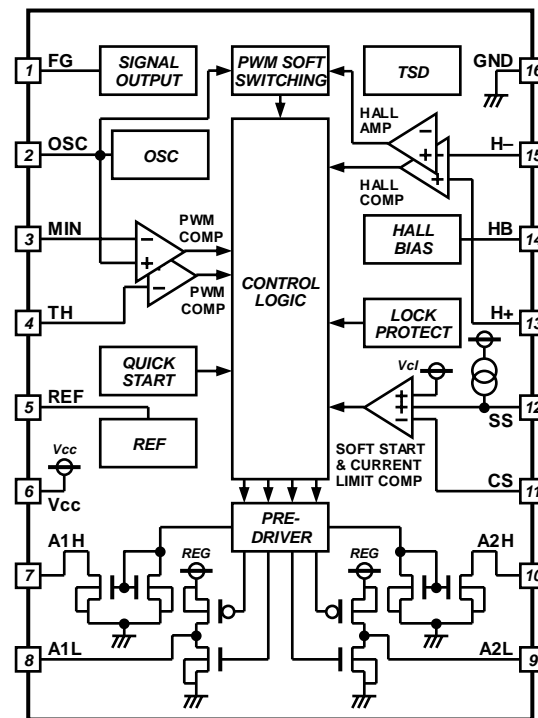 1
FG
SIGNAL
OUTPUT
PWM SOFT
SWITCHING
TSD
GND
16
2
OSC
OSC
HALL
AMP
–
+
+
H–
15
HALL
COMP
3
MIN
PWM
COMP
–
+
–
PWM
COMP
CONTROL
LOGIC
HALL
BIAS
HB
14
4
TH
LOCK
PROTECT
H+
13
QUICK
START
Vcl
+
+
–
SS
12
5
REF
REF
SOFT START
& CURRENT
LIMIT COMP
CS
11
Vcc
6
Vcc
PRE-
DRIVER
A1H
7
REG
REG
A2H
10
A1L
8
A2L
9